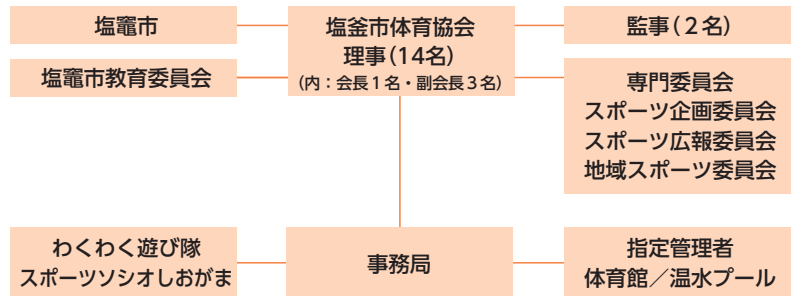 塩竈市
塩竈市教育委員会
塩釜市体育協会
理事(14名)
(内：会長１名・副会長３名)
監事(２名)
専門委員会
スポーツ企画委員会
スポーツ広報委員会
地域スポーツ委員会
わくわく遊び隊
スポーツソシオしおがま
事務局
指定管理者
体育館／温水プール